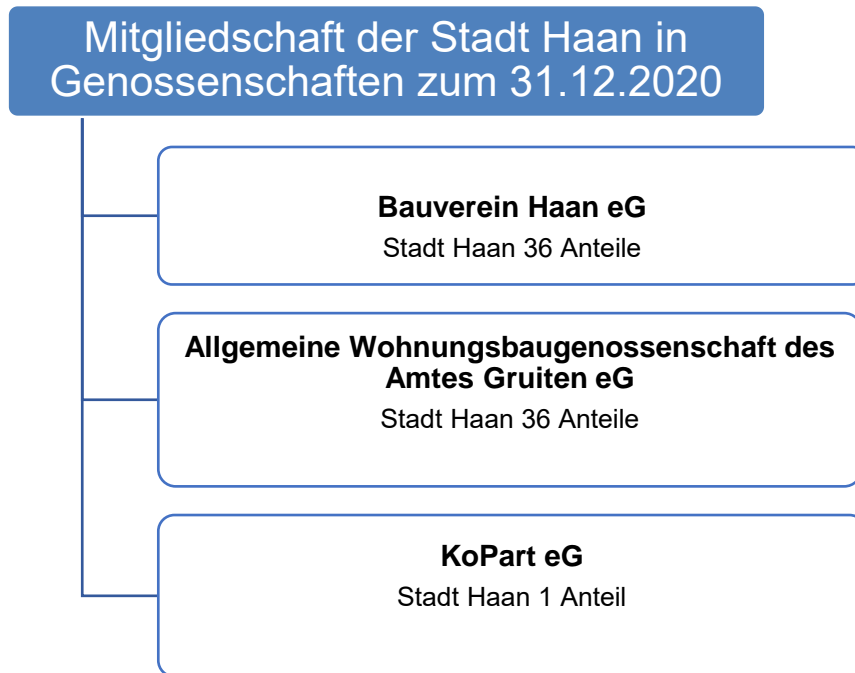 Mitgliedschaft der Stadt Haan in
Genossenschaften zum 31.12.2020
Bauverein Haan eG
Stadt Haan 36 Anteile
Allgemeine Wohnungsbaugenossenschaft des
Amtes Gruiten eG
Stadt Haan 36 Anteile
KoPart eG
Stadt Haan 1 Anteil